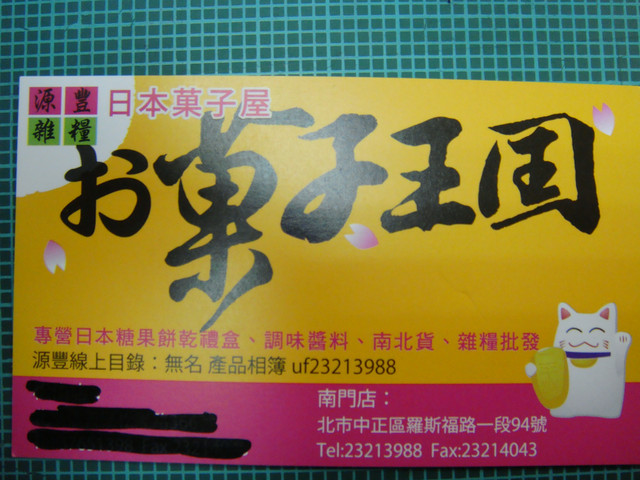 源豐
雜糧
日本菓子屋
お菓子王国
專營日本糖果餅乾禮盒、調味醬料、南北貨、雜糧批發
源豐線上目錄：無名 產品相簿 uf23213988
南門店：
北市中正區羅斯福路一段94號
Tel:23213988 Fax:23214043